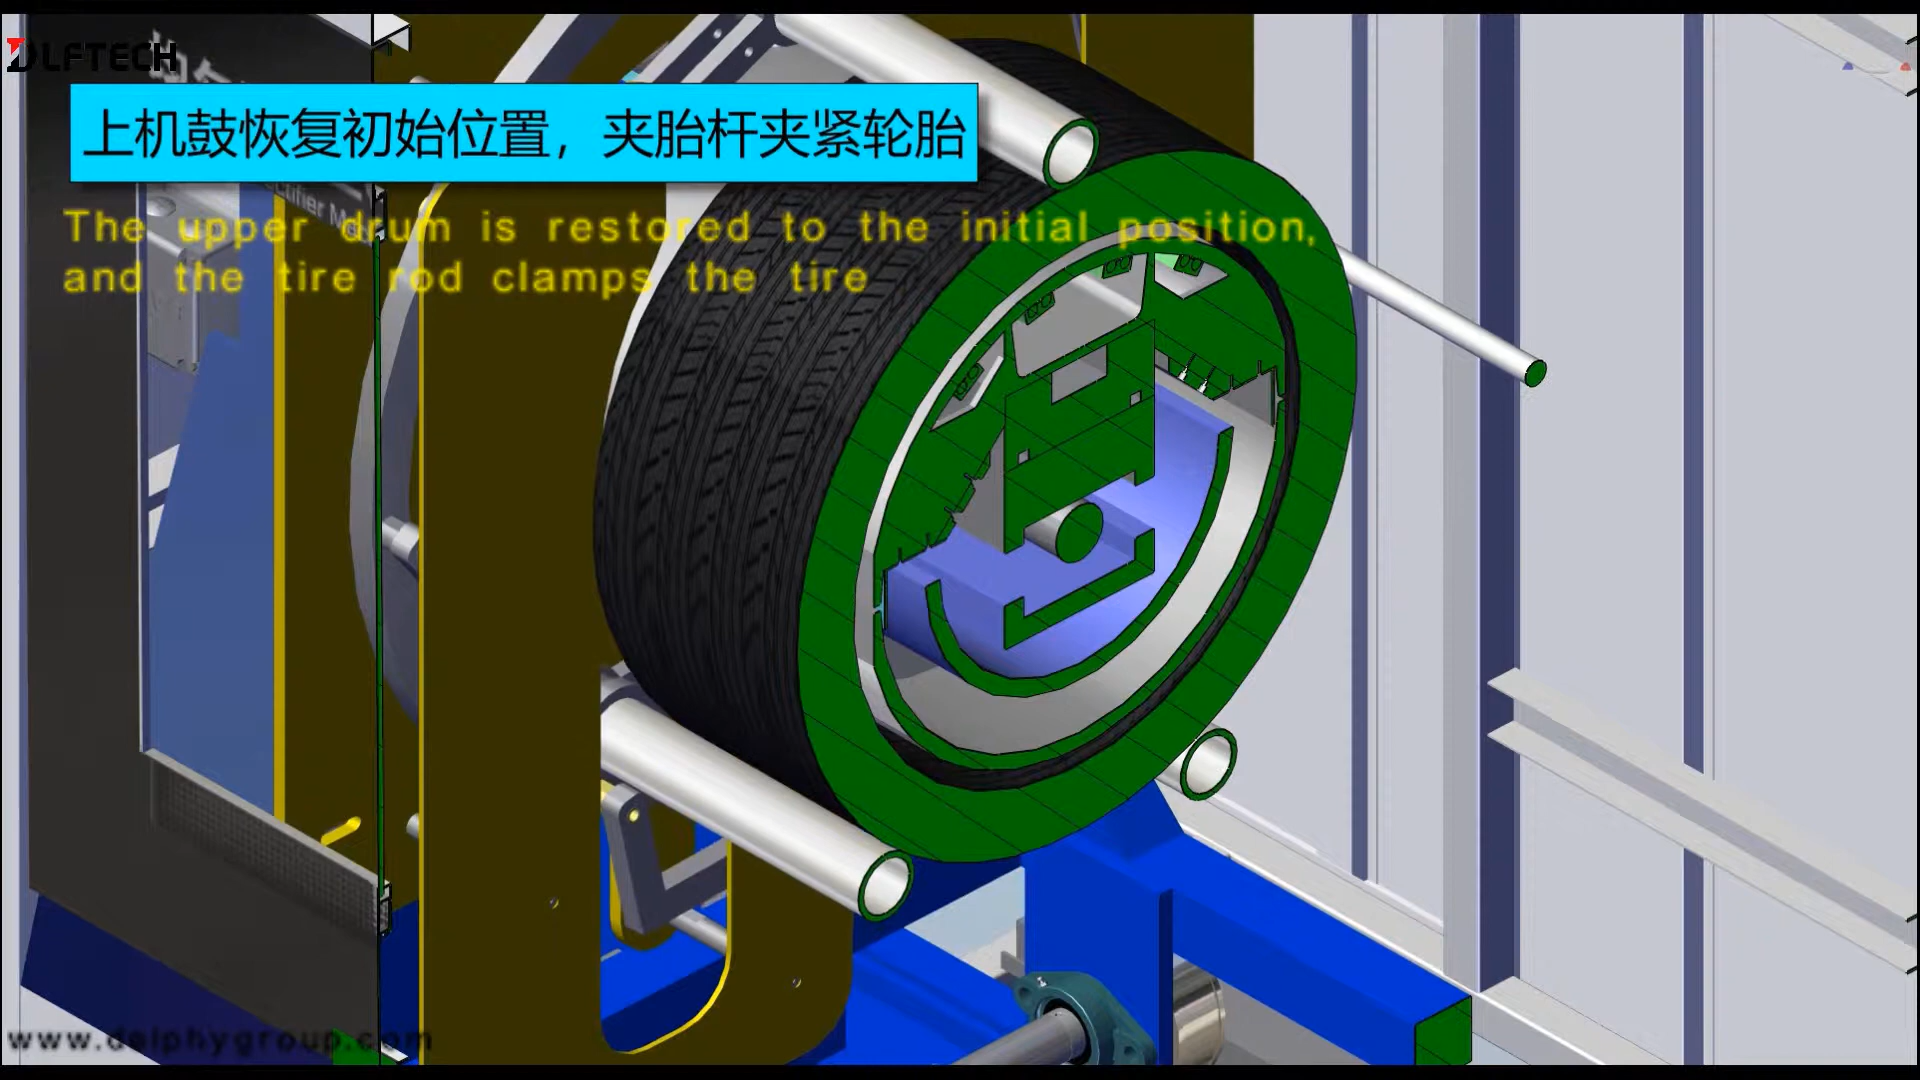 DLFTECH
上机鼓恢复初始位置，夹胎杆夹紧轮胎
The upper drum is restored to the initial position,
and the tire rod clamps the tire
www.delphygroup.com